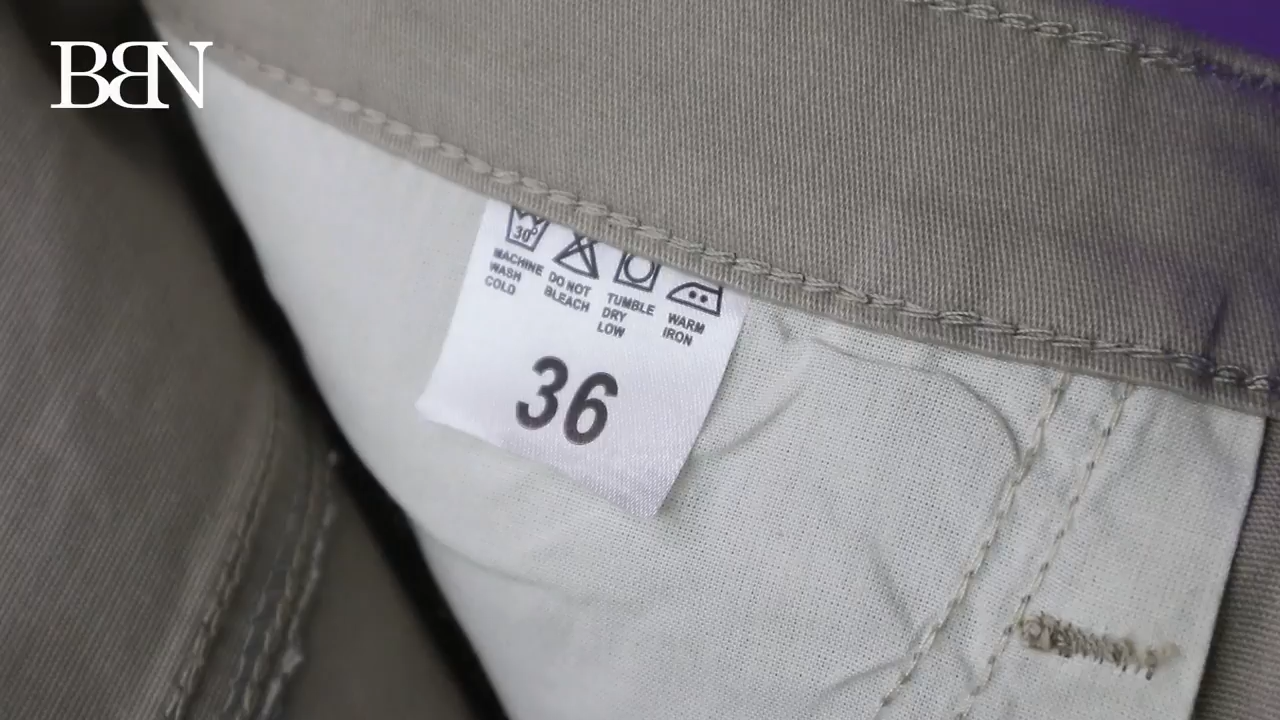 BBN
30°
MACHINE
WASH
COLD
DO NOT
BLEACH
TUMBLE
DRY
LOW
WARM
IRON
36